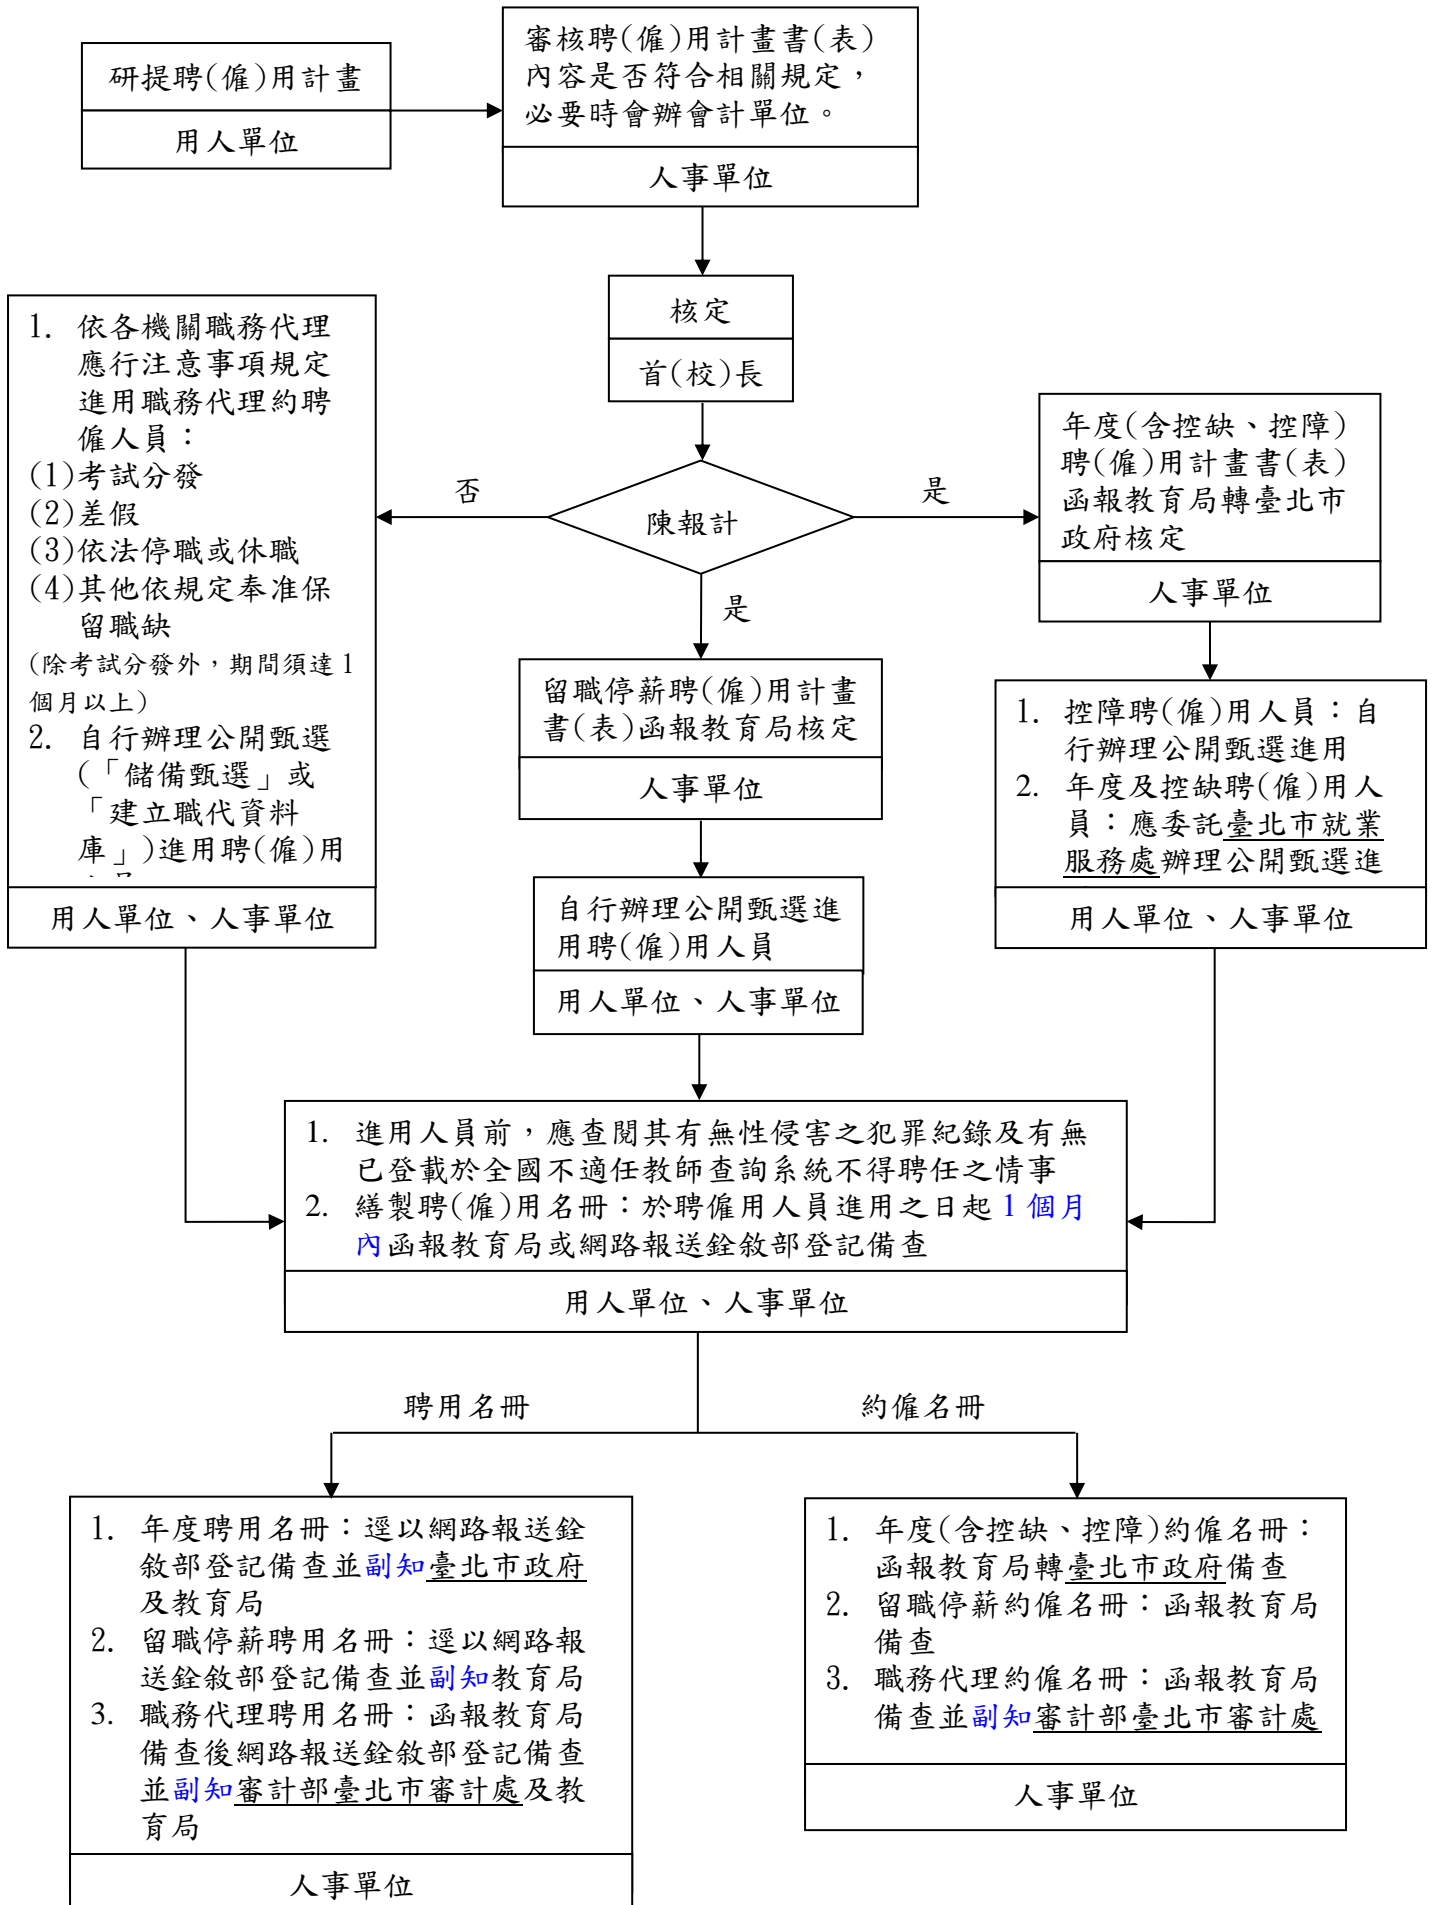 研提聘(僱)用計畫
用人單位
審核聘(僱)用計畫書(表)
內容是否符合相關規定，
必要時會辦會計單位。
人事單位
核定
首(校)長
陳報計
否
是
是
1. 依各機關職務代理
應行注意事項規定
進用職務代理約聘
僱人員：
(1)考試分發
(2)差假
(3)依法停職或休職
(4)其他依規定奉准保
留職缺
(除考試分發外，期間須達1
個月以上)
2. 自行辦理公開甄選
(「儲備甄選」或
「建立職代資料
庫」)進用聘(僱)用
用人單位、人事單位
留職停薪聘(僱)用計畫
書(表)函報教育局核定
人事單位
自行辦理公開甄選進
用聘(僱)用人員
用人單位、人事單位
年度(含控缺、控障)
聘(僱)用計畫書(表)
函報教育局轉臺北市
政府核定
人事單位
1. 控障聘(僱)用人員：自
行辦理公開甄選進用
2. 年度及控缺聘(僱)用人
員：應委託臺北市就業
服務處辦理公開甄選進
用人單位、人事單位
1. 進用人員前，應查閱其有無性侵害之犯罪紀錄及有無
已登載於全國不適任教師查詢系統不得聘任之情事
2. 繕製聘(僱)用名冊：於聘僱用人員進用之日起1個月
內函報教育局或網路報送銓敘部登記備查
用人單位、人事單位
聘用名冊
約僱名冊
1. 年度聘用名冊：逕以網路報送銓
敘部登記備查並副知臺北市政府
及教育局
2. 留職停薪聘用名冊：逕以網路報
送銓敘部登記備查並副知教育局
3. 職務代理聘用名冊：函報教育局
備查後網路報送銓敘部登記備查
並副知審計部臺北市審計處及教
育局
人事單位
1. 年度(含控缺、控障)約僱名冊：
函報教育局轉臺北市政府備查
2. 留職停薪約僱名冊：函報教育局
備查
3. 職務代理約僱名冊：函報教育局
備查並副知審計部臺北市審計處
人事單位